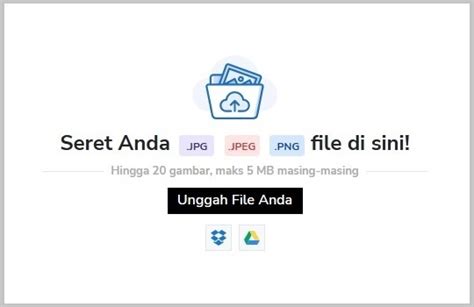 Seret Anda .JPG .JPEG .PNG file di sini!
Hingga 20 gambar, maks 5 MB masing-masing
Unggah File Anda